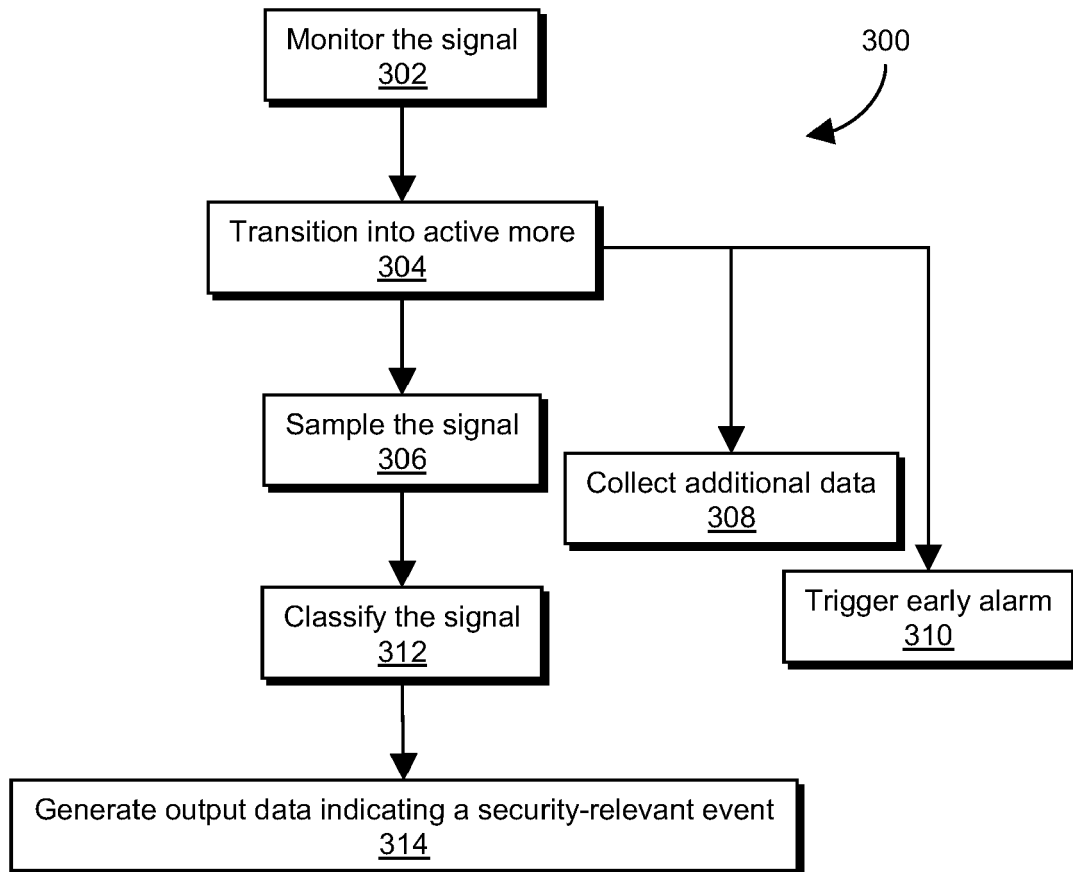 Monitor the signal
302
300
Transition into active more
304
Sample the signal
306
Collect additional data
308
Trigger early alarm
310
Classify the signal
312
Generate output data indicating a security-relevant event
314